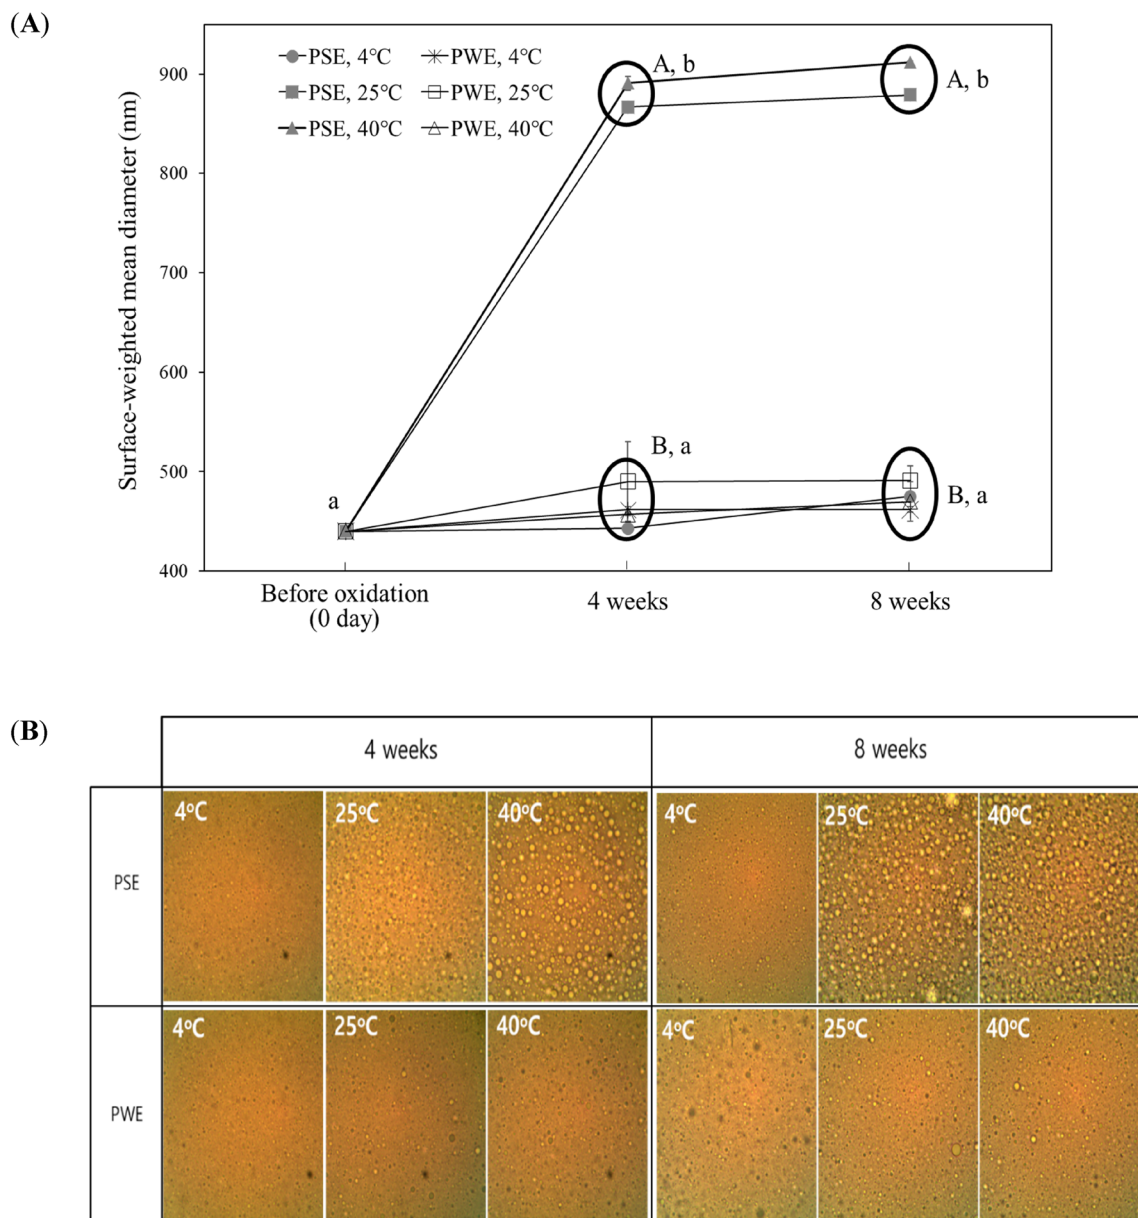 (A)
Surface-weighted mean diameter (nm)
900
800
700
600
500
400
PSE, 4°C
PWE, 4°C
PSE, 25°C
PWE, 25°C
PSE, 40°C
PWE, 40°C
A, b
A, b
B, a
B, a
a
Before oxidation
(0 day)
4 weeks
8 weeks
(B)
4 weeks
8 weeks
PSE
4°C
25°C
40°C
4°C
25°C
40°C
PWE
4°C
25°C
40°C
4°C
25°C
40°C